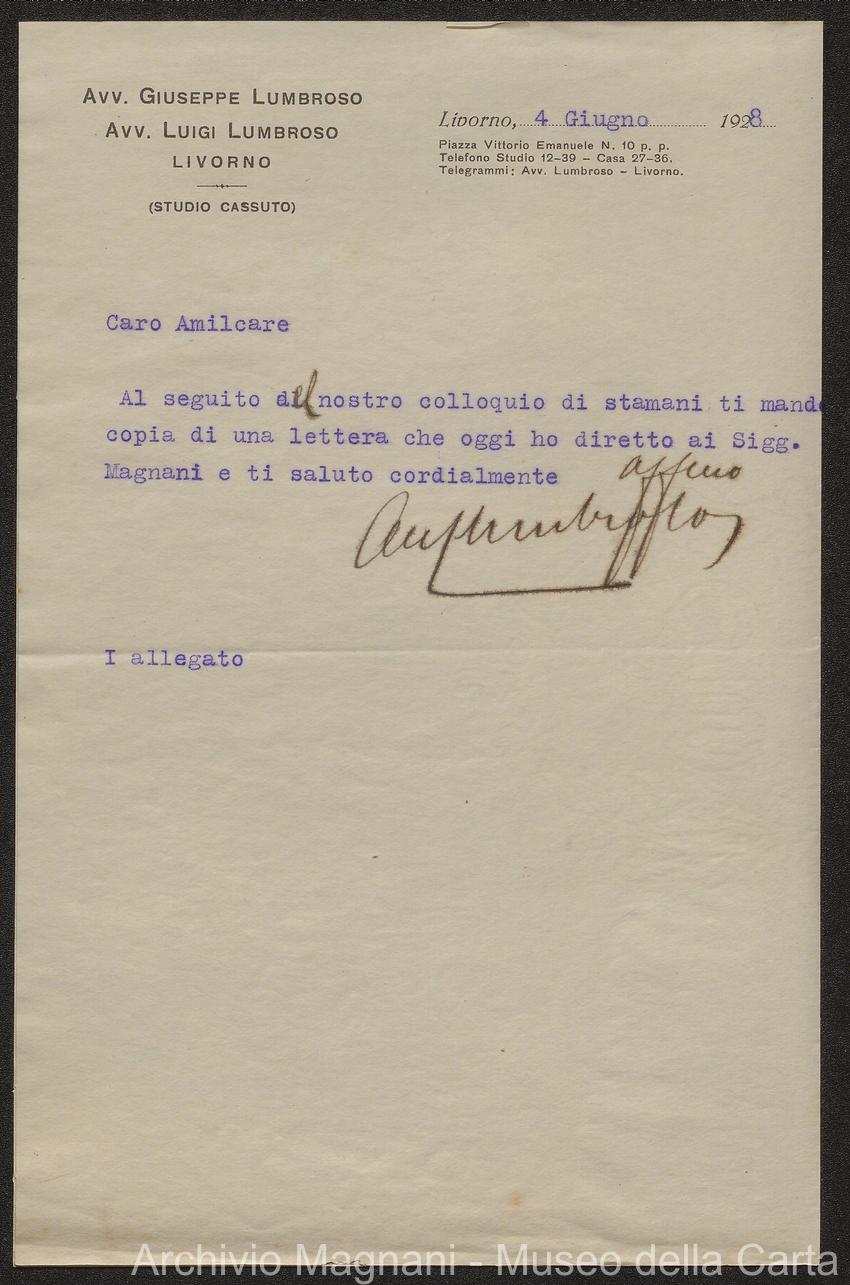 Avv. Giuseppe Lumbroso
Avv. Luigi Lumbroso
LIVORNO
(STUDIO CASSUTO)
Livorno, 4 Giugno 1928
Piazza Vittorio Emanuele N. 10 p. p.
Telefono Studio 12-39 - Casa 27-36.
Telegrammi: Avv. Lumbroso - Livorno.
Caro Amilcare
Al seguito del nostro colloquio di stamani ti mando
copia di una lettera che oggi ho diretto ai Sigg.
Magnani e ti saluto cordialmente
affmo
Lumbroso
I allegato
Archivio Magnani - Museo della Carta